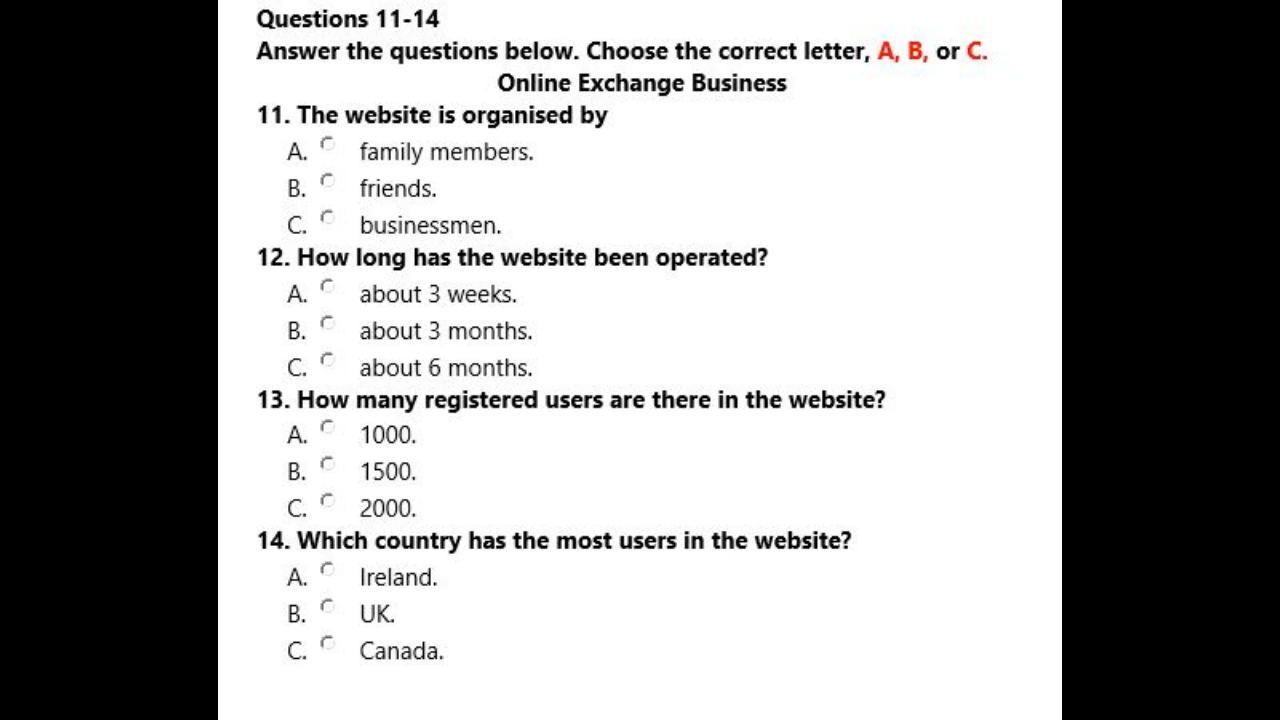 Questions 11-14
Answer the questions below. Choose the correct letter, A, B, or C.
Online Exchange Business
11. The website is organised by
A. family members.
B. friends.
C. businessmen.
12. How long has the website been operated?
A. about 3 weeks.
B. about 3 months.
C. about 6 months.
13. How many registered users are there in the website?
A. 1000.
B. 1500.
C. 2000.
14. Which country has the most users in the website?
A. Ireland.
B. UK.
C. Canada.